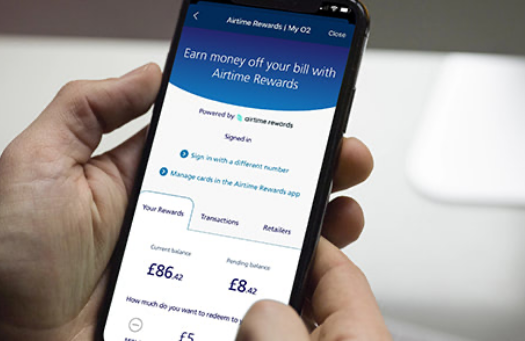 Airtime Rewards | My O2
Close
Earn money off your bill with
Airtime Rewards
Powered by airtime rewards
Signed in
Sign in with a different number
Manage cards in the Airtime Rewards app
Your Rewards
Transactions
Retailers
Current balance
Pending balance
£86.42
£8.42
How much do you want to redeem to
£5